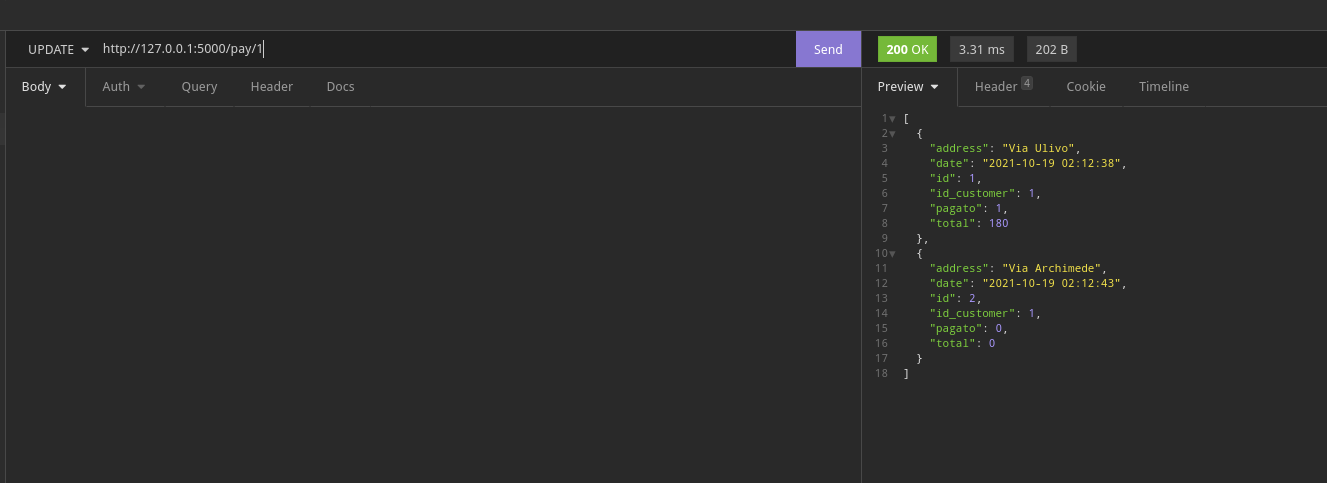 UPDATE http://127.0.0.1:5000/pay/1 Send 200 OK 3.31 ms 202 B
Body Auth Query Header Docs Preview Header 4 Cookie Timeline
1 [
2 {
3 "address": "Via Ulivo",
4 "date": "2021-10-19 02:12:38",
5 "id": 1,
6 "id_customer": 1,
7 "pagato": 1,
8 "total": 180
9 },
10 {
11 "address": "Via Archimede",
12 "date": "2021-10-19 02:12:43",
13 "id": 2,
14 "id_customer": 1,
15 "pagato": 0,
16 "total": 0
17 }
18 ]